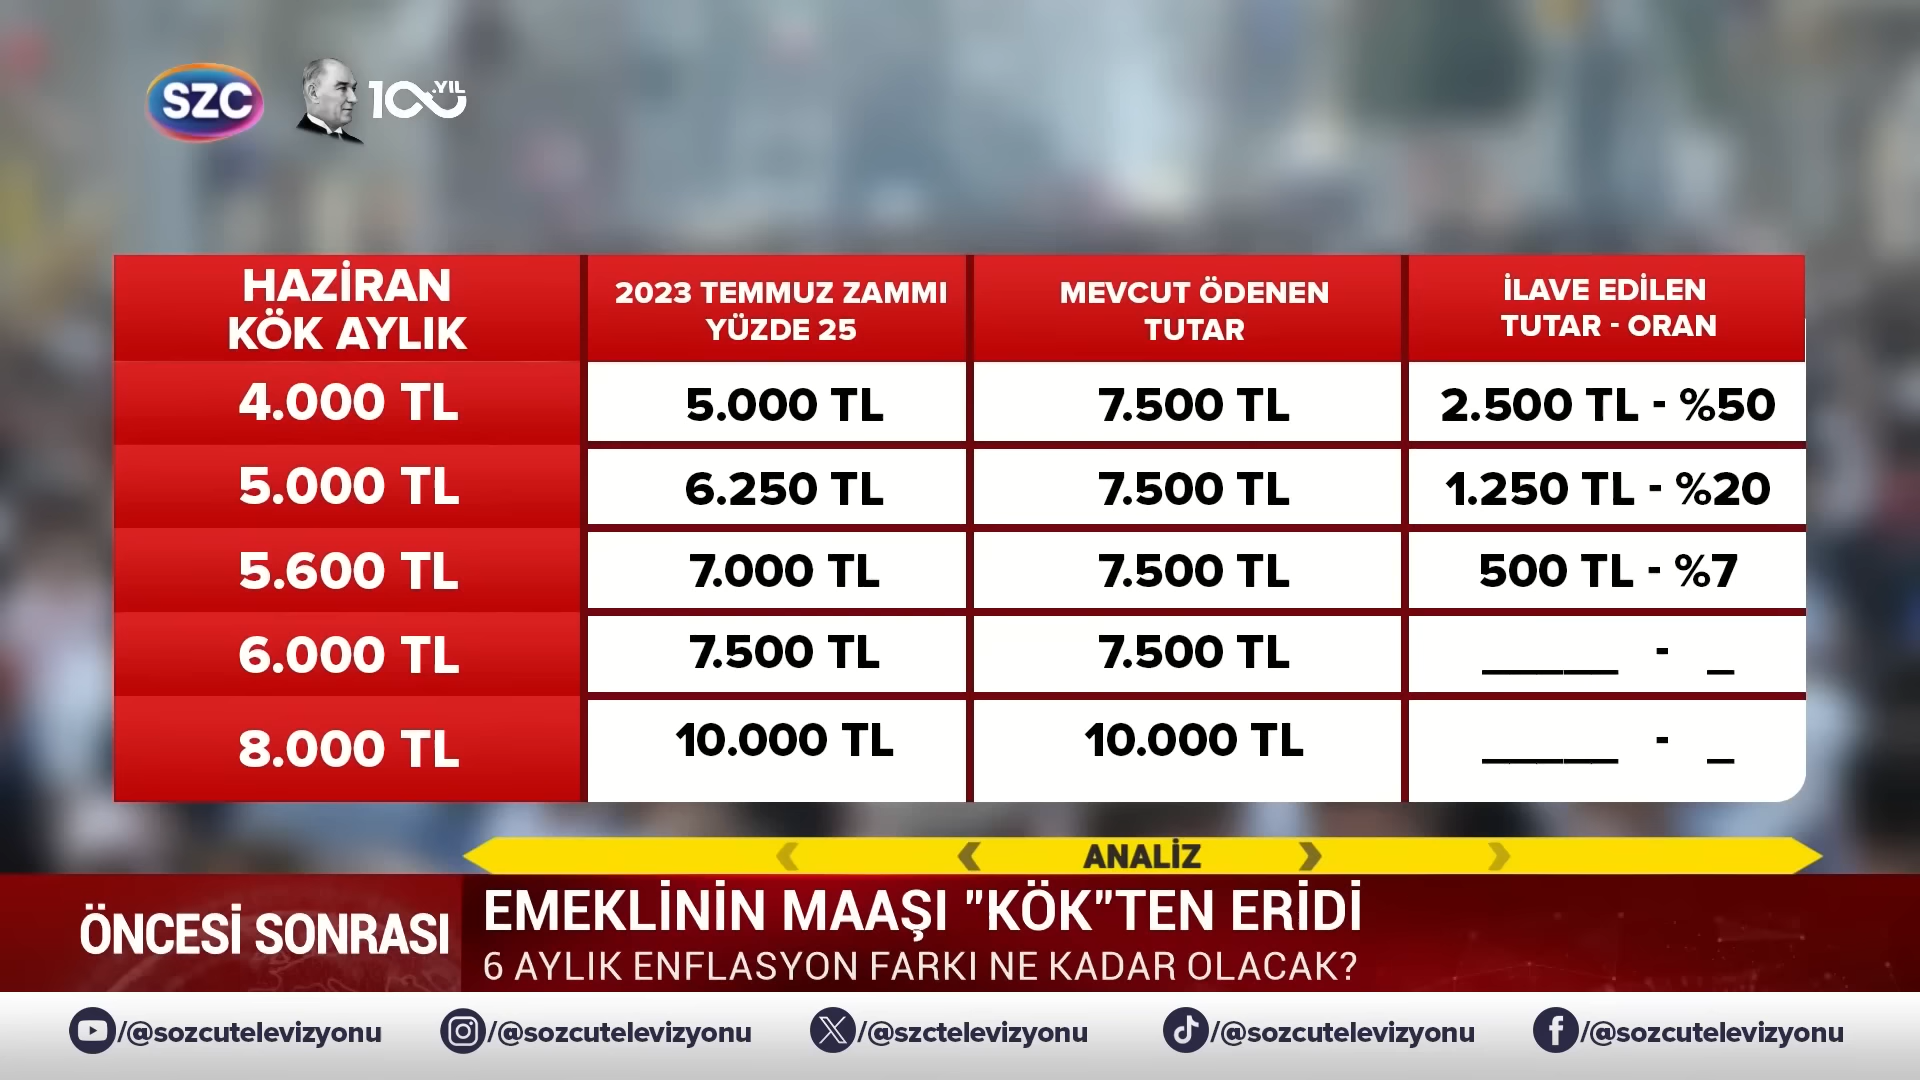 SZC
100.YIL
HAZİRAN
KÖK AYLIK
2023 TEMMUZ ZAMMI
YÜZDE 25
MEVCUT ÖDENEN
TUTAR
İLAVE EDİLEN
TUTAR - ORAN
4.000 TL
5.000 TL
7.500 TL
2.500 TL - %50
5.000 TL
6.250 TL
7.500 TL
1.250 TL - %20
5.600 TL
7.000 TL
7.500 TL
500 TL - %7
6.000 TL
7.500 TL
7.500 TL
_____ - _
8.000 TL
10.000 TL
10.000 TL
_____ - _
ANALİZ
ÖNCESİ SONRASI
EMEKLİNİN MAAŞI "KÖK"TEN ERİDİ
6 AYLIK ENFLASYON FARKI NE KADAR OLACAK?
/@sozcutelevizyonu
/@sozcutelevizyonu
/@szctelevizyonu
/@sozcutelevizyonu
/@sozcutelevizyonu